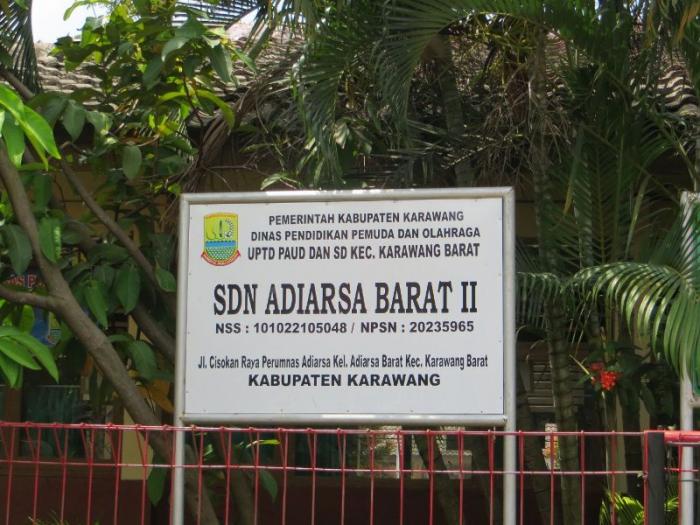 PEMERINTAH KABUPATEN KARAWANG
DINAS PENDIDIKAN PEMUDA DAN OLAHRAGA
UPTD PAUD DAN SD KEC. KARAWANG BARAT
SDN ADIARSA BARAT II
NSS : 101022105048 / NPSN : 20235965
Jl. Cisokan Raya Perumnas Adiarsa Kel. Adiarsa Barat Kec. Karawang Barat
KABUPATEN KARAWANG